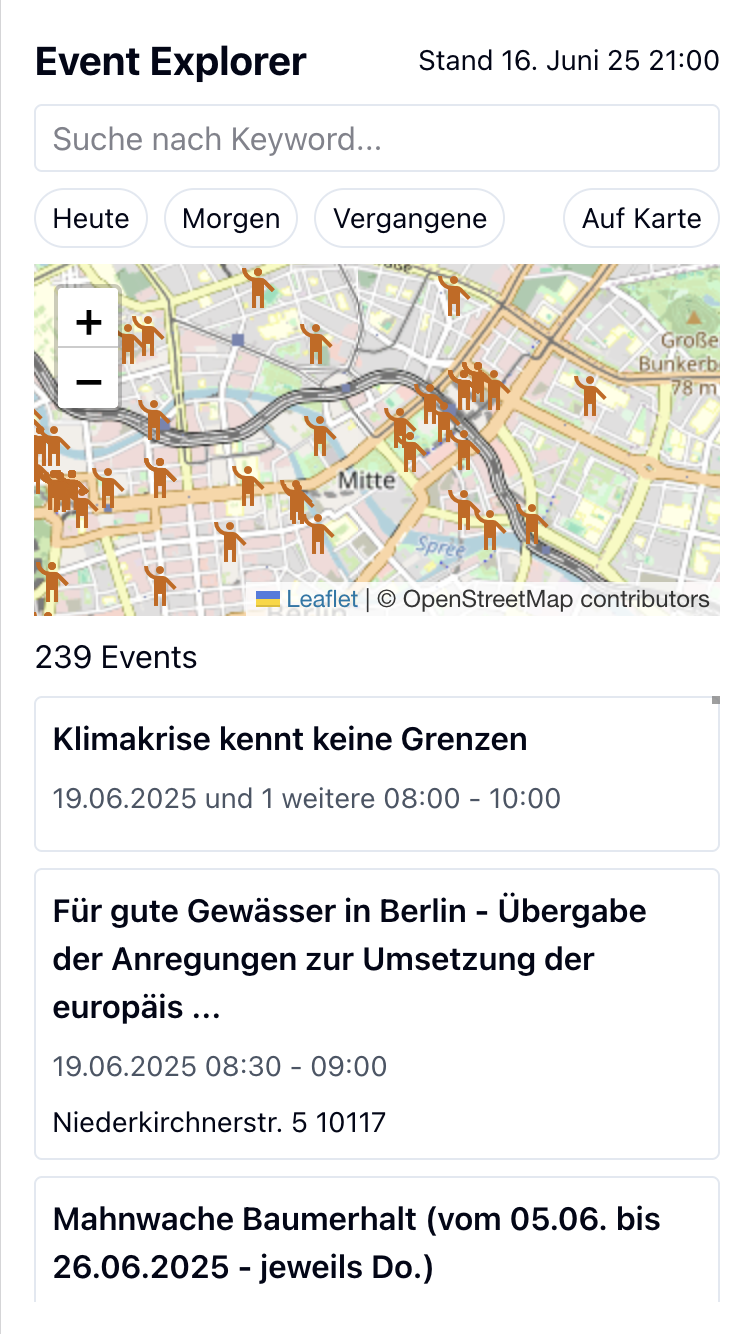 Event Explorer
Stand 16. Juni 25 21:00
Suche nach Keyword...
Heute
Morgen
Vergangene
Auf Karte
+
−
Große
Bunkerb
78 m
Mitte
Spree
Leaflet | © OpenStreetMap contributors
239 Events
Klimakrise kennt keine Grenzen
19.06.2025 und 1 weitere 08:00 - 10:00
Für gute Gewässer in Berlin - Übergabe
der Anregungen zur Umsetzung der
europäis ...
19.06.2025 08:30 - 09:00
Niederkirchnerstr. 5 10117
Mahnwache Baumerhalt (vom 05.06. bis
26.06.2025 - jeweils Do.)